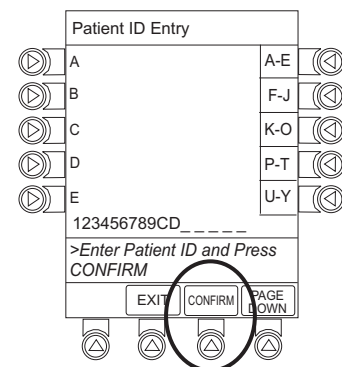 Patient ID Entry
A A-E
B F-J
C K-O
D P-T
E U-Y
123456789CD_ _ _ _ _
>Enter Patient ID and Press
CONFIRM
EXIT CONFIRM PAGE
DOWN